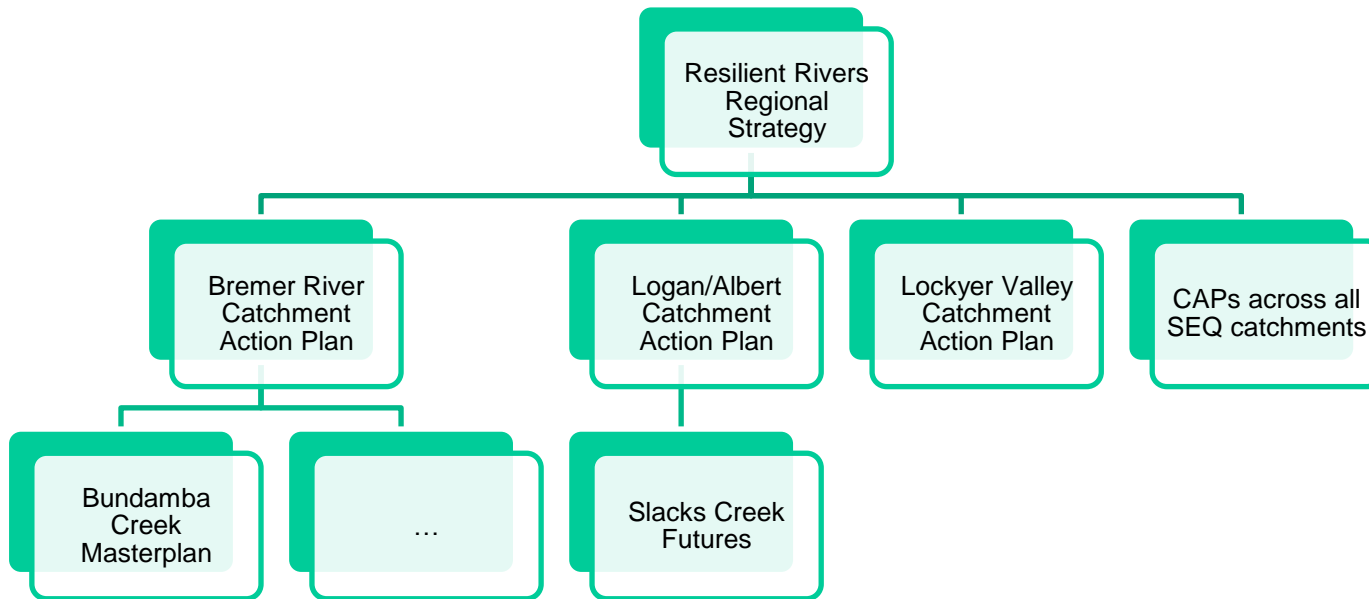 Resilient Rivers
Regional
Strategy
Bremer River
Catchment
Action Plan
Logan/Albert
Catchment
Action Plan
Lockyer Valley
Catchment
Action Plan
CAPs across all
SEQ catchments
Bundamba
Creek
Masterplan
…
Slacks Creek
Futures